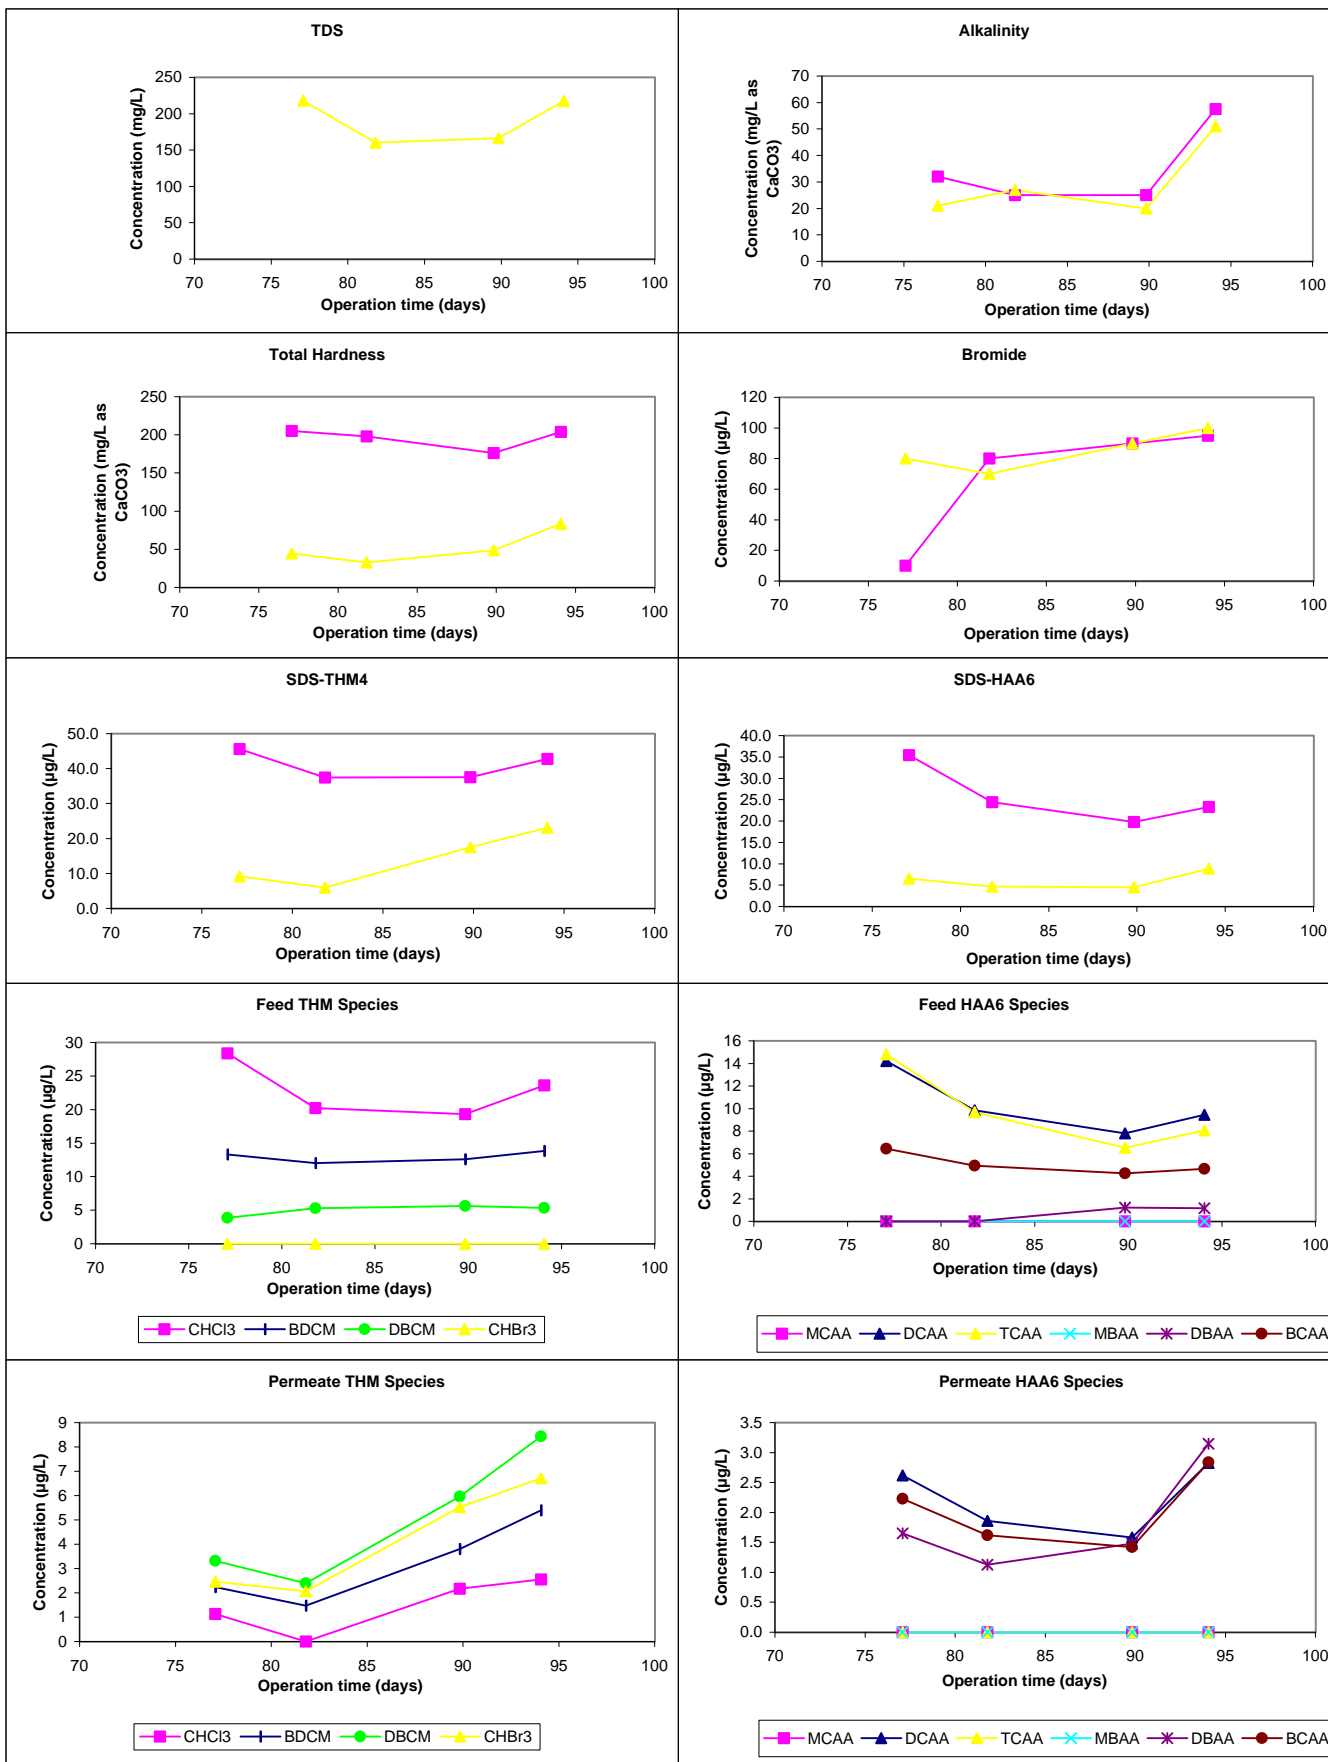 TDS
Concentration (mg/L)
250
200
150
100
50
0
70 75 80 85 90 95 100
Operation time (days)
Alkalinity
Concentration (mg/L as
CaCO3)
70
60
50
40
30
20
10
0
70 75 80 85 90 95 100
Operation time (days)
Total Hardness
Concentration (mg/L as
CaCO3)
250
200
150
100
50
0
70 75 80 85 90 95 100
Operation time (days)
Bromide
Concentration (µg/L)
120
100
80
60
40
20
0
70 75 80 85 90 95 100
Operation time (days)
SDS-THM4
Concentration (µg/L)
50.0
40.0
30.0
20.0
10.0
0.0
70 75 80 85 90 95 100
Operation time (days)
SDS-HAA6
Concentration (µg/L)
40.0
35.0
30.0
25.0
20.0
15.0
10.0
5.0
0.0
70 75 80 85 90 95 100
Operation time (days)
Feed THM Species
Concentration (µg/L)
30
25
20
15
10
5
0
70 75 80 85 90 95 100
Operation time (days)
CHCl3 BDCM DBCM CHBr3
Feed HAA6 Species
Concentration (µg/L)
16
14
12
10
8
6
4
2
0
70 75 80 85 90 95 100
Operation time (days)
MCAA DCAA TCAA MBAA DBAA BCAA
Permeate THM Species
Concentration (µg/L)
9
8
7
6
5
4
3
2
1
0
70 75 80 85 90 95 100
Operation time (days)
CHCl3 BDCM DBCM CHBr3
Permeate HAA6 Species
Concentration (µg/L)
3.5
3.0
2.5
2.0
1.5
1.0
0.5
0.0
70 75 80 85 90 95 100
Operation time (days)
MCAA DCAA TCAA MBAA DBAA BCAA